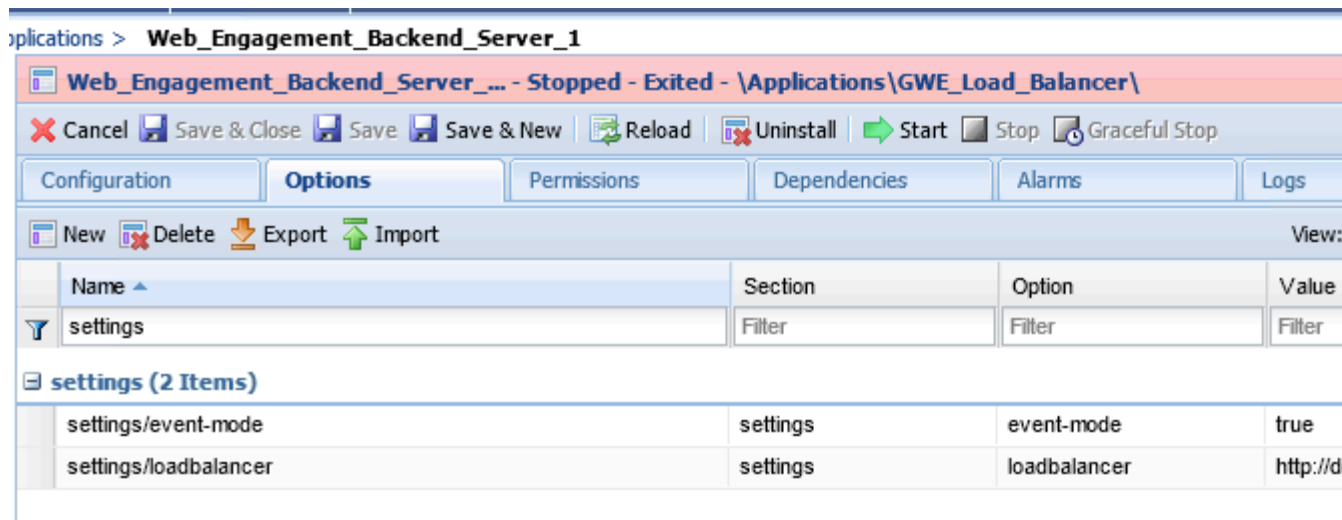 plications > Web_Engagement_Backend_Server_1
Web_Engagement_Backend_Server_... - Stopped - Exited - \Applications\GWE_Load_Balancer\
Cancel Save & Close Save Save & New Reload Uninstall Start Stop Graceful Stop
Configuration Options Permissions Dependencies Alarms Logs
New Delete Export Import View:
Name Section Option Value
settings Filter Filter Filter
settings (2 Items)
settings/event-mode settings event-mode true
settings/loadbalancer settings loadbalancer http://d